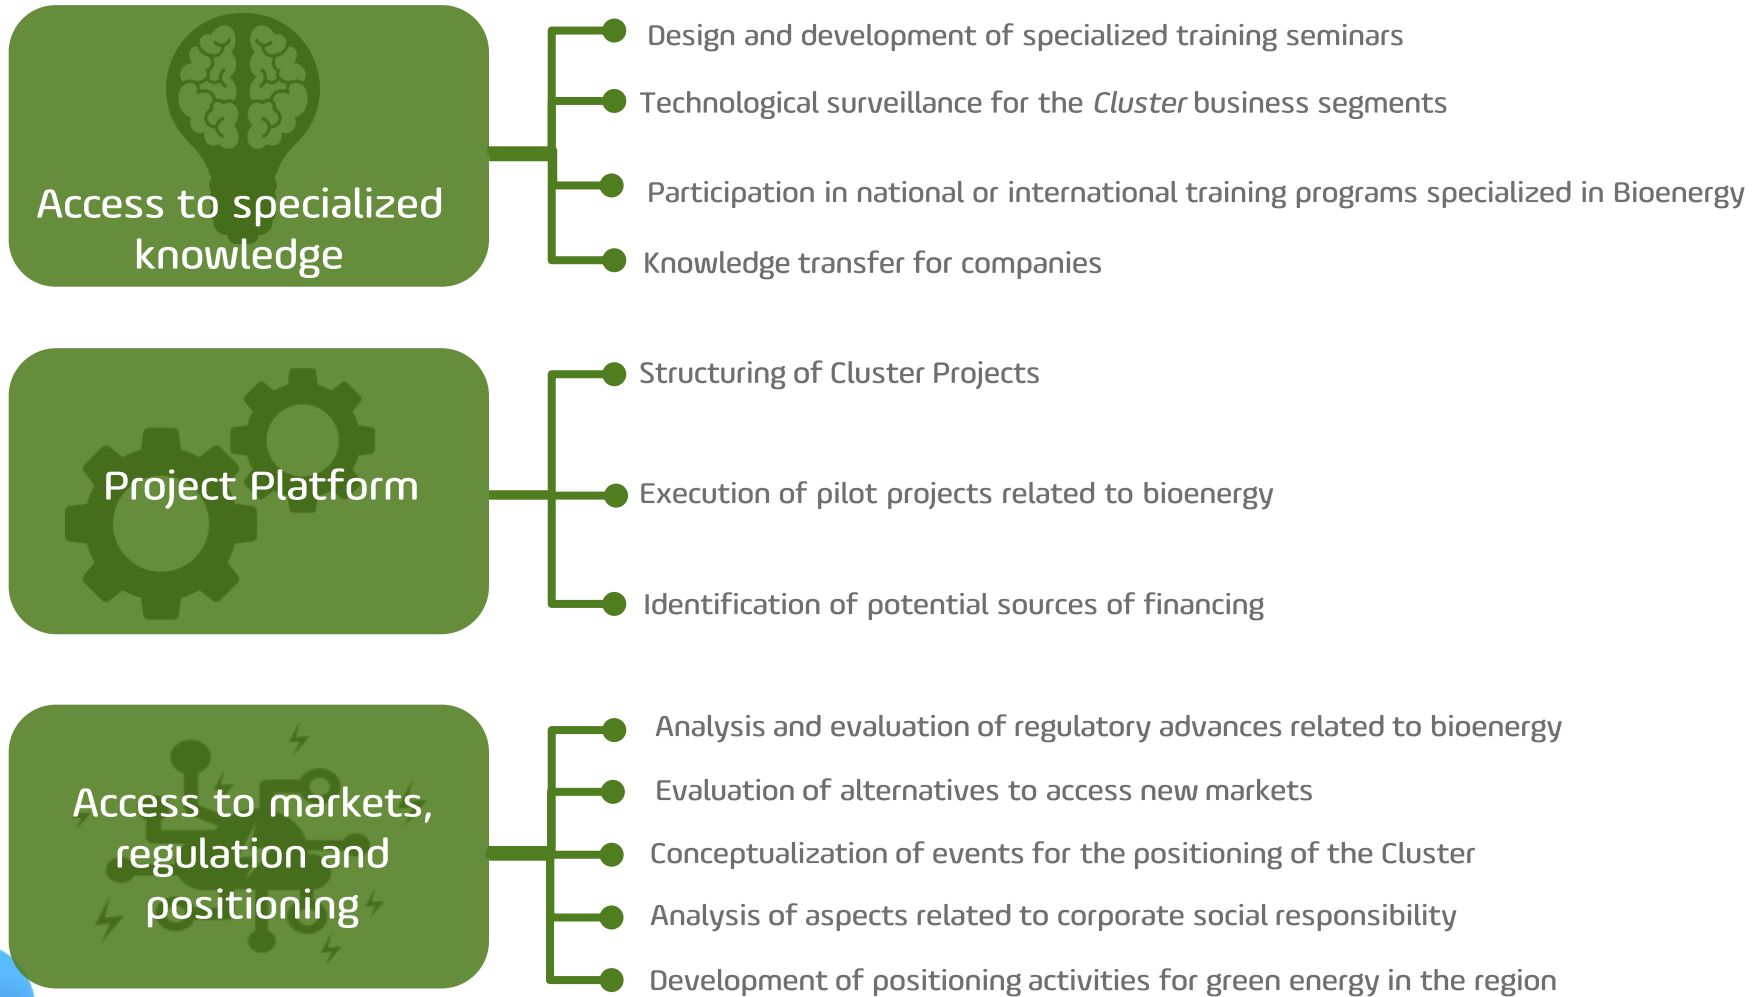 Access to specialized
knowledge
Design and development of specialized training seminars
Technological surveillance for the Cluster business segments
Participation in national or international training programs specialized in Bioenergy
Knowledge transfer for companies
Project Platform
Structuring of Cluster Projects
Execution of pilot projects related to bioenergy
Identification of potential sources of financing
Access to markets,
regulation and
positioning
Analysis and evaluation of regulatory advances related to bioenergy
Evaluation of alternatives to access new markets
Conceptualization of events for the positioning of the Cluster
Analysis of aspects related to corporate social responsibility
Development of positioning activities for green energy in the region